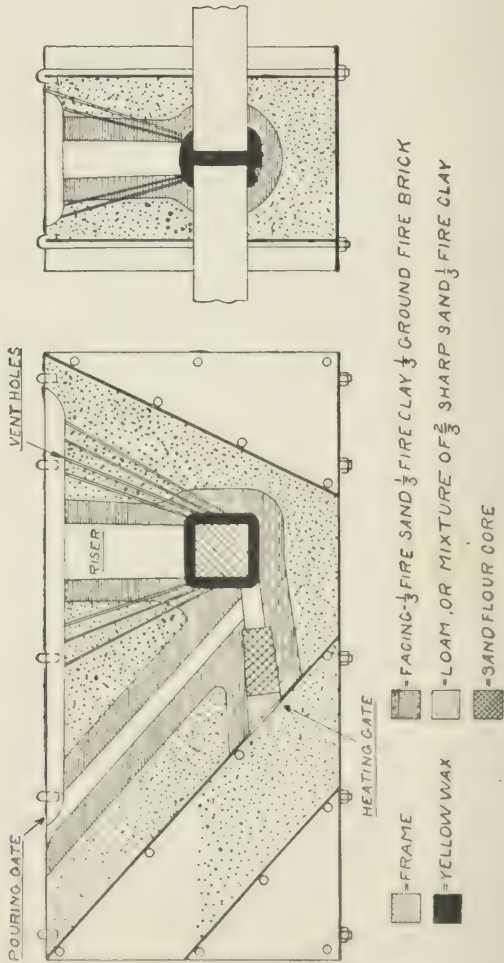 VENT HOLES
RISER
POURING GATE
HEATING GATE
=FRAME
=YELLOW WAX
=FACING-⅓ FIRE SAND ⅓ FIRE CLAY ⅓ GROUND FIRE BRICK
=LOAM, OR MIXTURE OF ⅔ SHARP SAND ⅓ FIRE CLAY
=SAND FLOUR CORE